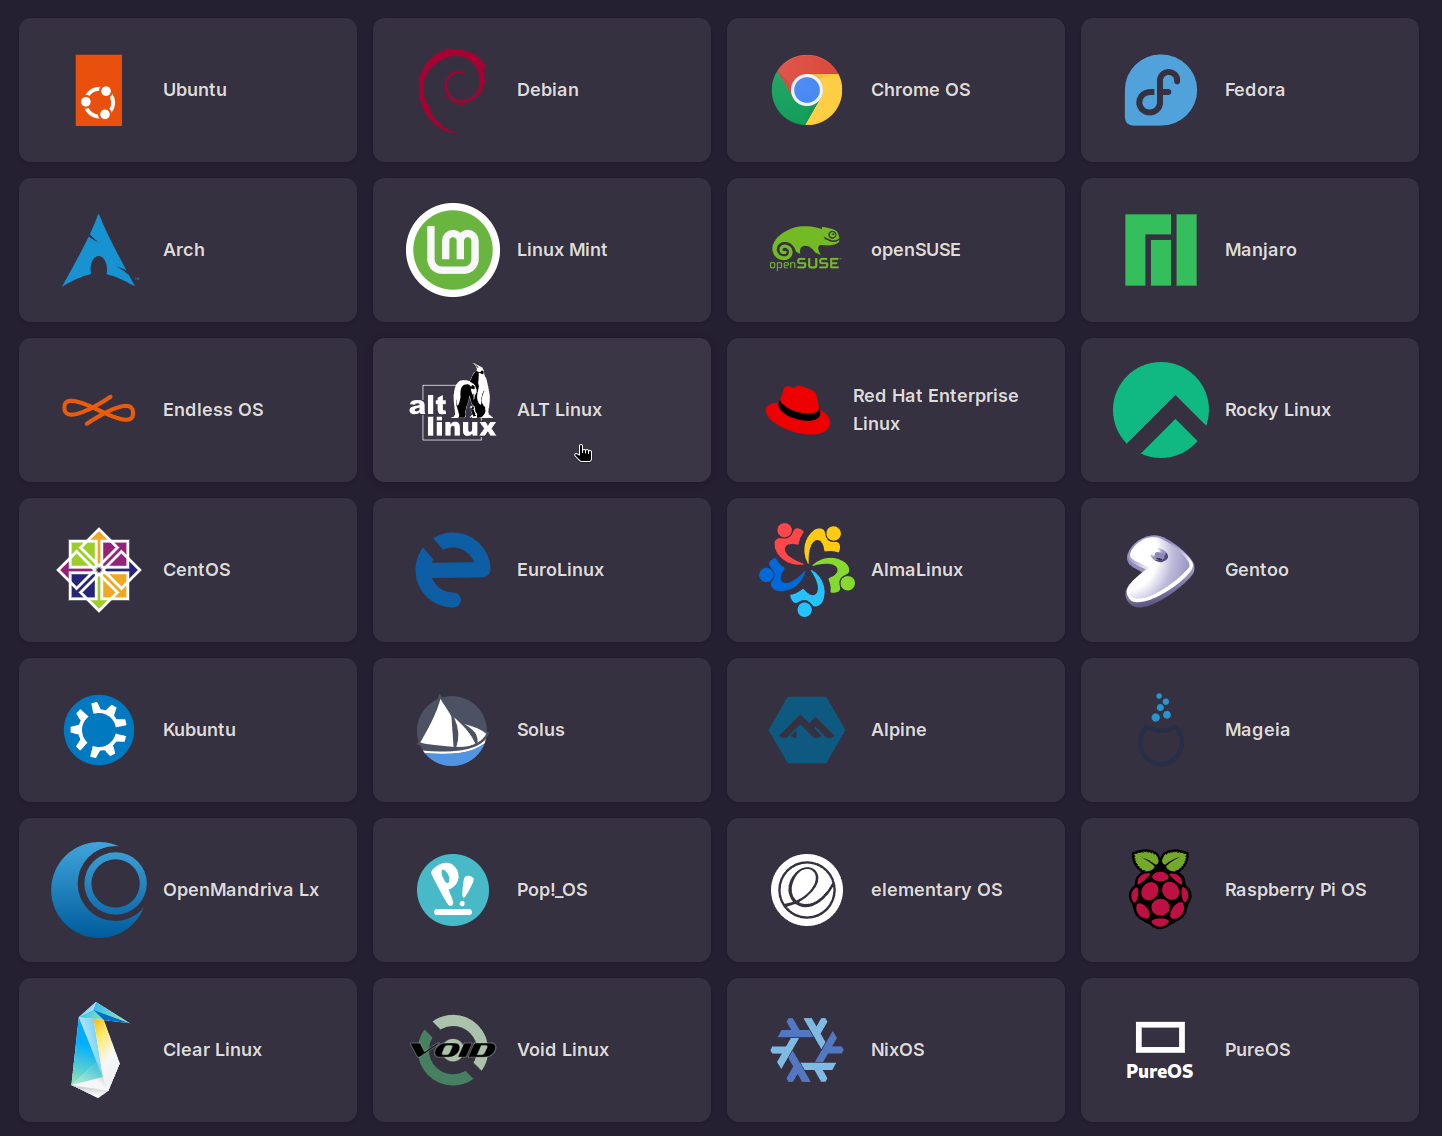 Ubuntu
Debian
Chrome OS
Fedora
Arch
Linux Mint
openSUSE
openSUSE
Manjaro
Endless OS
alt
linux
ALT Linux
Red Hat Enterprise
Linux
Rocky Linux
CentOS
EuroLinux
AlmaLinux
Gentoo
Kubuntu
Solus
Alpine
Mageia
OpenMandriva Lx
P!
Pop!_OS
elementary OS
Raspberry Pi OS
Clear Linux
VOID
Void Linux
NixOS
PureOS
PureOS